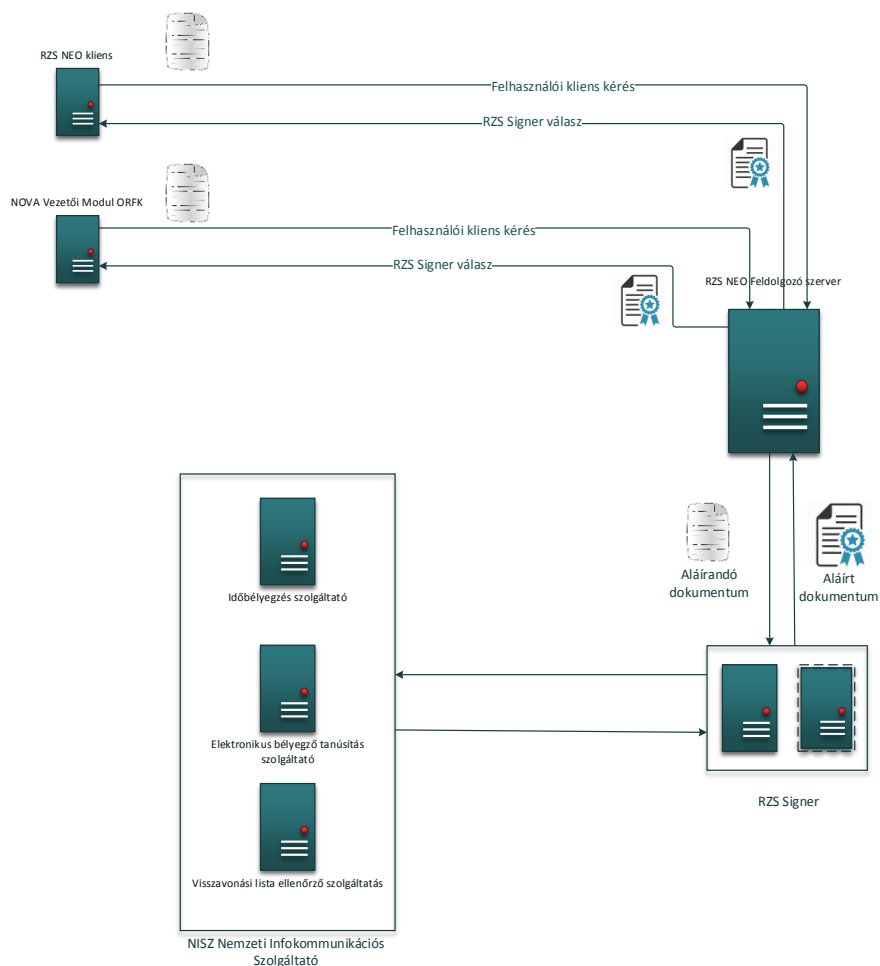 RZS NEO kliens
Felhasználói kliens kérés
RZS Signer válasz
NOVA Vezetői Modul ORFK
Felhasználói kliens kérés
RZS Signer válasz
RZS NEO Feldolgozó szerver
Aláírandó
dokumentum
Aláírt
dokumentum
Időbélyegzés szolgáltató
Elektronikus bélyegző tanúsítás
szolgáltató
Visszavonási lista ellenőrző szolgáltatás
RZS Signer
NISZ Nemzeti Infokommunikációs
Szolgáltató